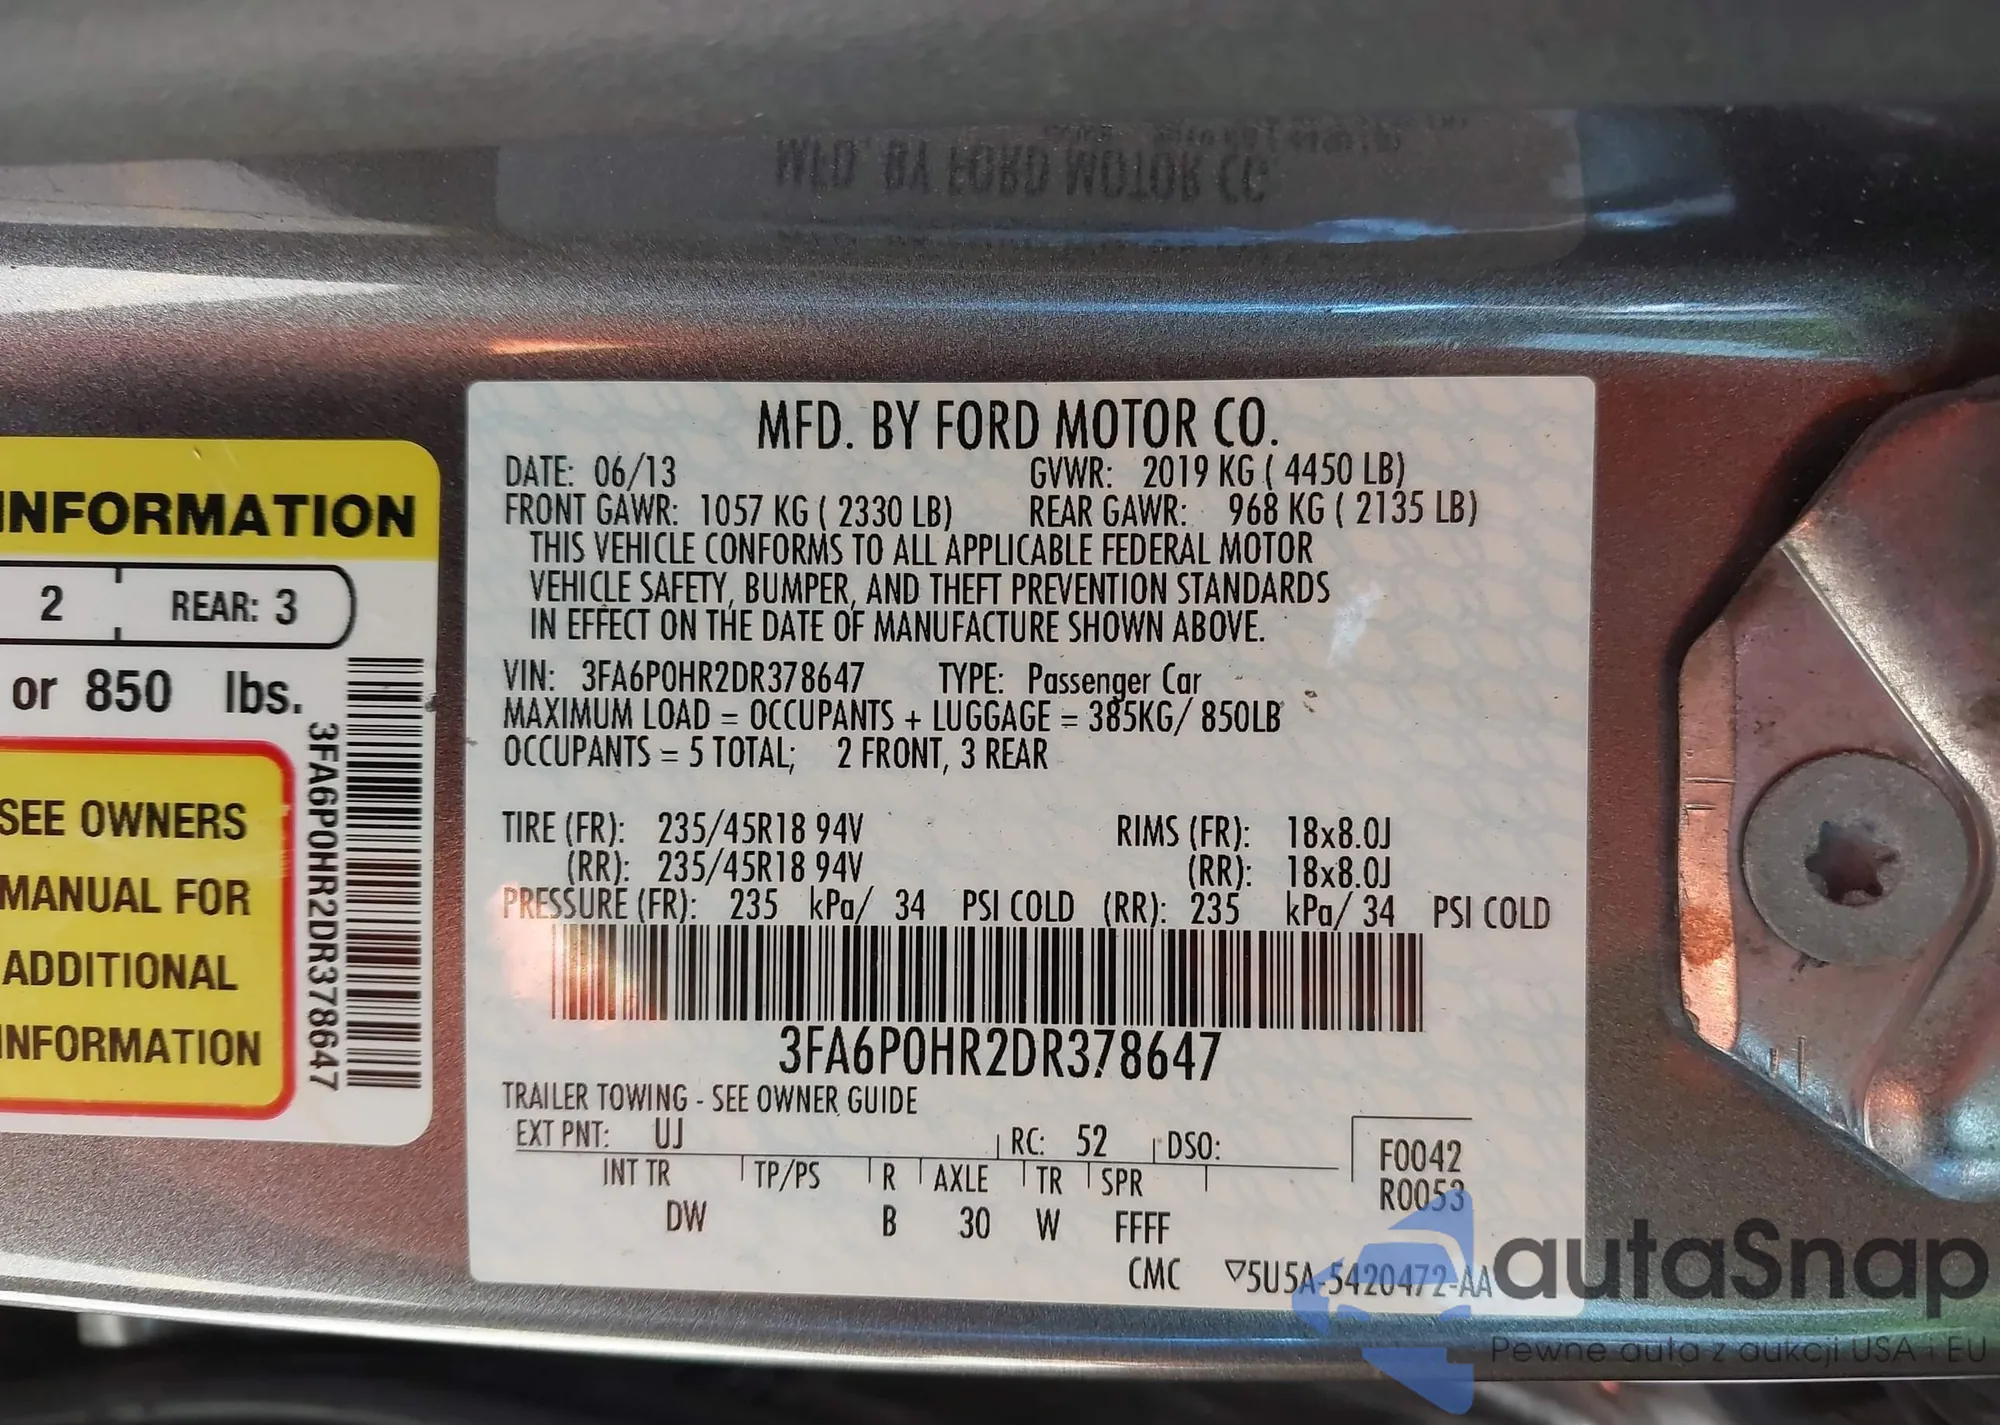 MFD. BY FORD MOTOR CO.
DATE: 06/13 GVWR: 2019 KG ( 4450 LB)
FRONT GAWR: 1057 KG ( 2330 LB) REAR GAWR: 968 KG ( 2135 LB)
THIS VEHICLE CONFORMS TO ALL APPLICABLE FEDERAL MOTOR
VEHICLE SAFETY, BUMPER, AND THEFT PREVENTION STANDARDS
IN EFFECT ON THE DATE OF MANUFACTURE SHOWN ABOVE.
VIN: 3FA6P0HR2DR378647 TYPE: Passenger Car
MAXIMUM LOAD = OCCUPANTS + LUGGAGE = 385KG/ 850LB
OCCUPANTS = 5 TOTAL; 2 FRONT, 3 REAR
TIRE (FR): 235/45R18 94V RIMS (FR): 18x8.0J
(RR): 235/45R18 94V (RR): 18x8.0J
PRESSURE (FR): 235 kPa/ 34 PSI COLD (RR): 235 kPa/ 34 PSI COLD
3FA6P0HR2DR378647
TRAILER TOWING - SEE OWNER GUIDE
EXT PNT: UJ RC: 52 DSO:
INT TR TP/PS R AXLE TR SPR
DW B 30 W FFFF
F0042
R0053
CMC ▽5U5A-5420472-AA
INFORMATION
2 REAR: 3
or 850 lbs.
SEE OWNERS
MANUAL FOR
ADDITIONAL
INFORMATION
3FA6P0HR2DR378647
MFD. BY FORD MOTOR CO.
autaSnap
Pewne auta z aukcji USA i EU